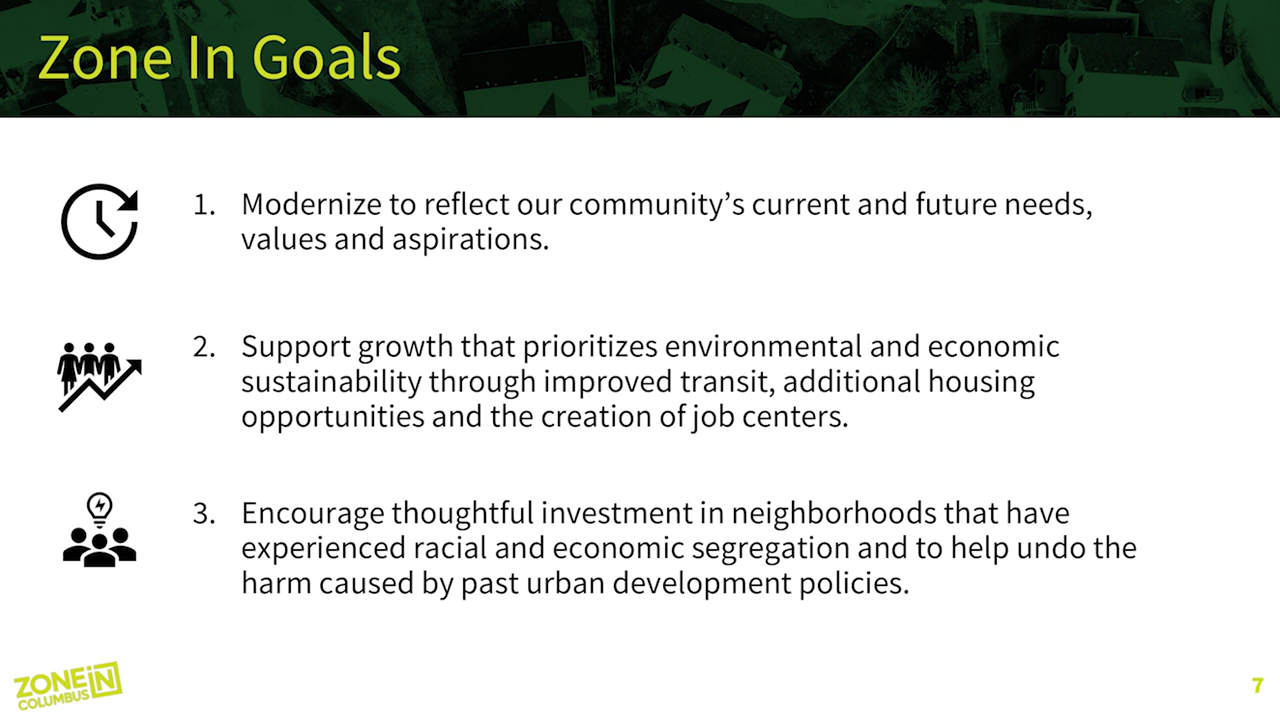 Zone In Goals
1. Modernize to reflect our community’s current and future needs,
values and aspirations.
2. Support growth that prioritizes environmental and economic
sustainability through improved transit, additional housing
opportunities and the creation of job centers.
3. Encourage thoughtful investment in neighborhoods that have
experienced racial and economic segregation and to help undo the
harm caused by past urban development policies.
ZONE iN
COLUMBUS
7